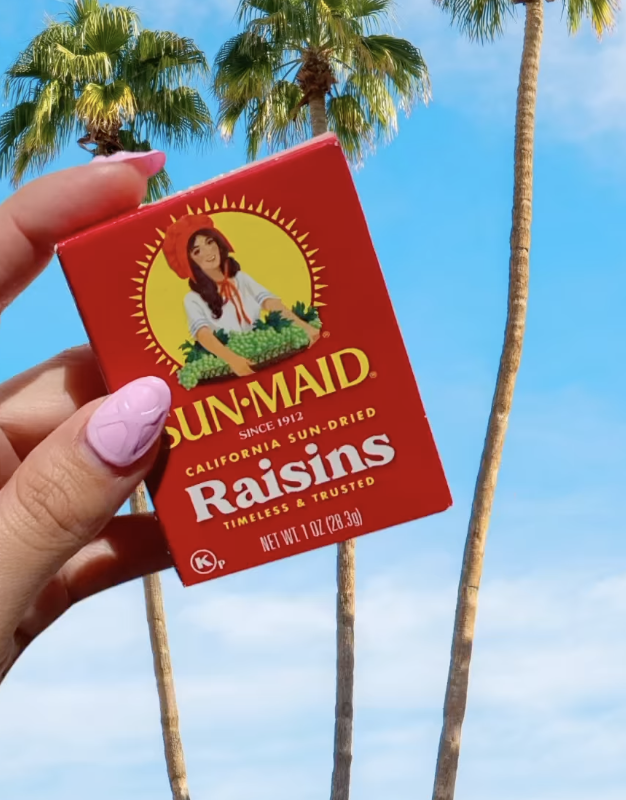 SUN•MAID®
SINCE 1912
CALIFORNIA SUN-DRIED
Raisins
TIMELESS & TRUSTED
NET WT. 1 OZ (28.3g)
K P